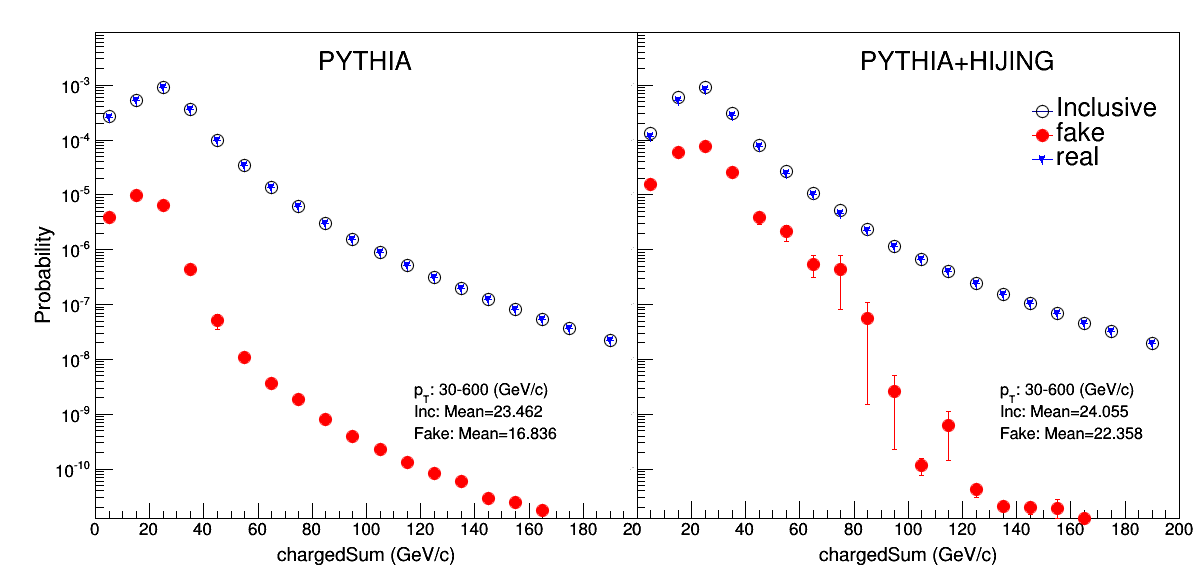 PYTHIA
PYTHIA+HIJING
Inclusive
fake
real
Probability
10-3
10-4
10-5
10-6
10-7
10-8
10-9
10-10
pT: 30-600 (GeV/c)
Inc: Mean=23.462
Fake: Mean=16.836
pT: 30-600 (GeV/c)
Inc: Mean=24.055
Fake: Mean=22.358
0 20 40 60 80 100 120 140 160 180 20
20 40 60 80 100 120 140 160 180 200
chargedSum (GeV/c)
chargedSum (GeV/c)